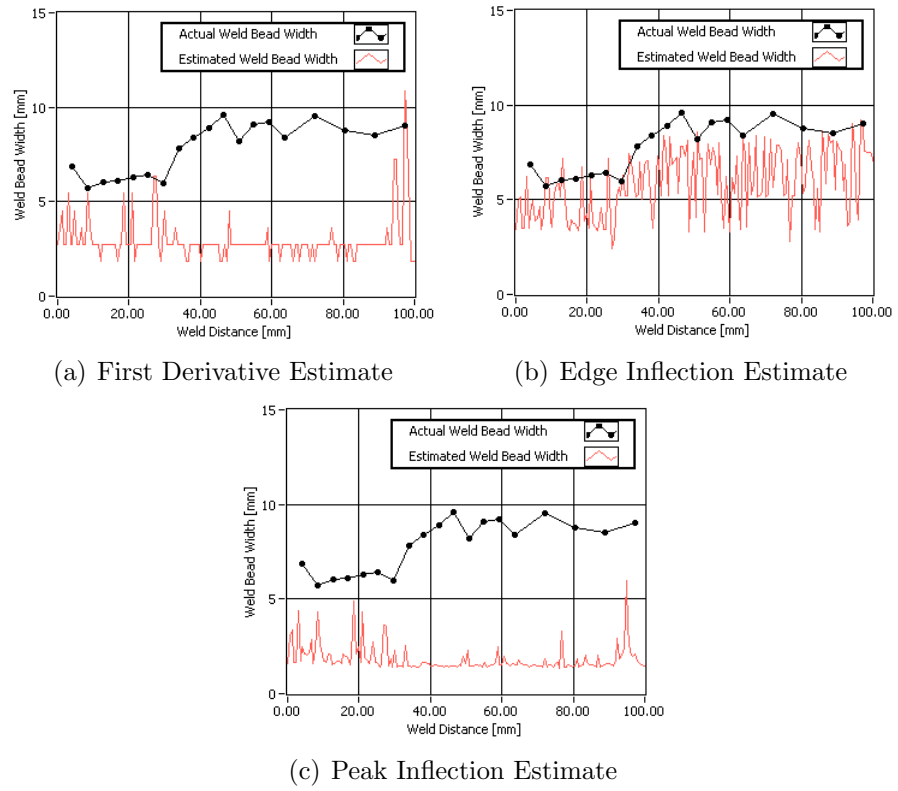 15
Actual Weld Bead Width
Estimated Weld Bead Width
10
5
0
Weld Bead Width [mm]
0.00 20.00 40.00 60.00 80.00 100.00
Weld Distance [mm]
(a) First Derivative Estimate
15
Actual Weld Bead Width
Estimated Weld Bead Width
10
5
0
Weld Bead Width [mm]
0.00 20.00 40.00 60.00 80.00 100.00
Weld Distance [mm]
(b) Edge Inflection Estimate
15
Actual Weld Bead Width
Estimated Weld Bead Width
10
5
0
Weld Bead Width [mm]
0.00 20.00 40.00 60.00 80.00 100.00
Weld Distance [mm]
(c) Peak Inflection Estimate